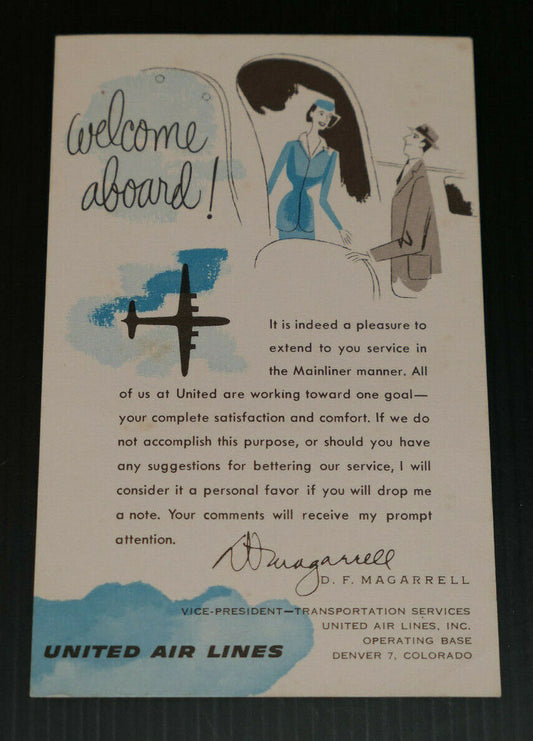 Welcome
aboard!
It is indeed a pleasure to
extend to you service in
the Mainliner manner. All
of us at United are working toward one goal—
your complete satisfaction and comfort. If we do
not accomplish this purpose, or should you have
any suggestions for bettering our service, I will
consider it a personal favor if you will drop me
a note. Your comments will receive my prompt
attention.
D F Magarrell
D. F. MAGARRELL
VICE-PRESIDENT—TRANSPORTATION SERVICES
UNITED AIR LINES, INC.
OPERATING BASE
DENVER 7, COLORADO
UNITED AIR LINES